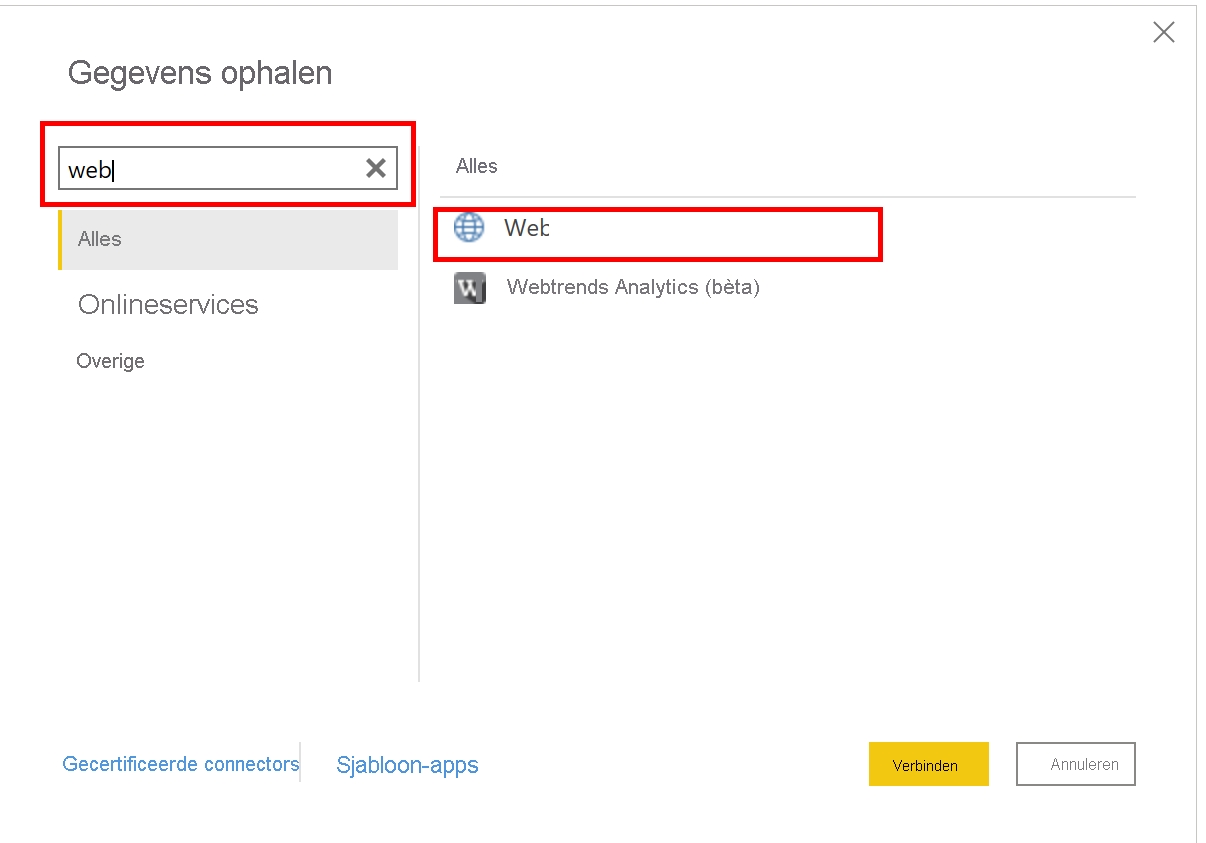 Gegevens ophalen
web
Alles
Onlineservices
Overige
Alles
Web
Webtrends Analytics (bèta)
Gecertificeerde connectors
Sjabloon-apps
Verbinden
Annuleren